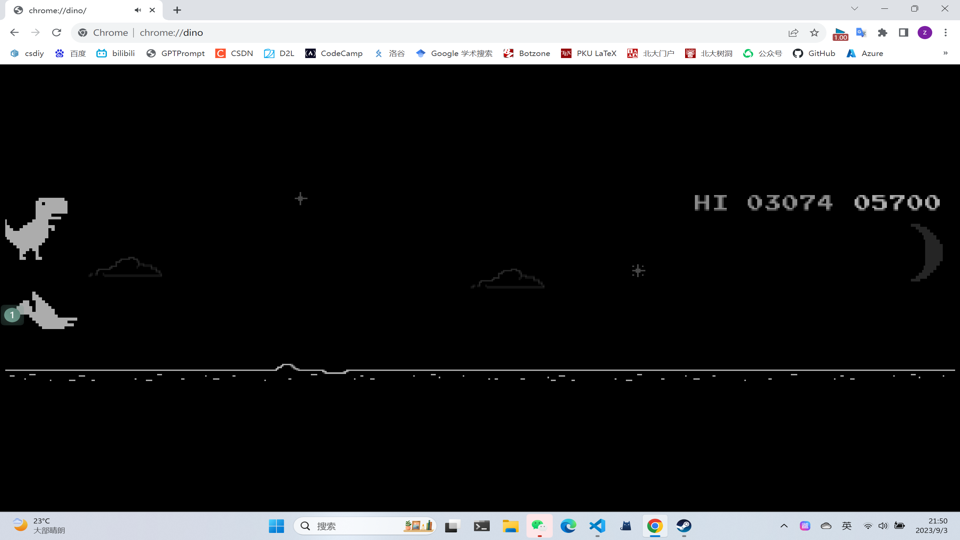 chrome://dino/
Chrome | chrome://dino
1.00
z
csdiy
百度
bilibili
GPTPrompt
CSDN
D2L
CodeCamp
洛谷
Google 学术搜索
Botzone
PKU LaTeX
北大门户
北大树洞
公众号
GitHub
Azure
»
HI 03074 05700
1
23°C
大部晴朗
搜索
英
21:50
2023/9/3